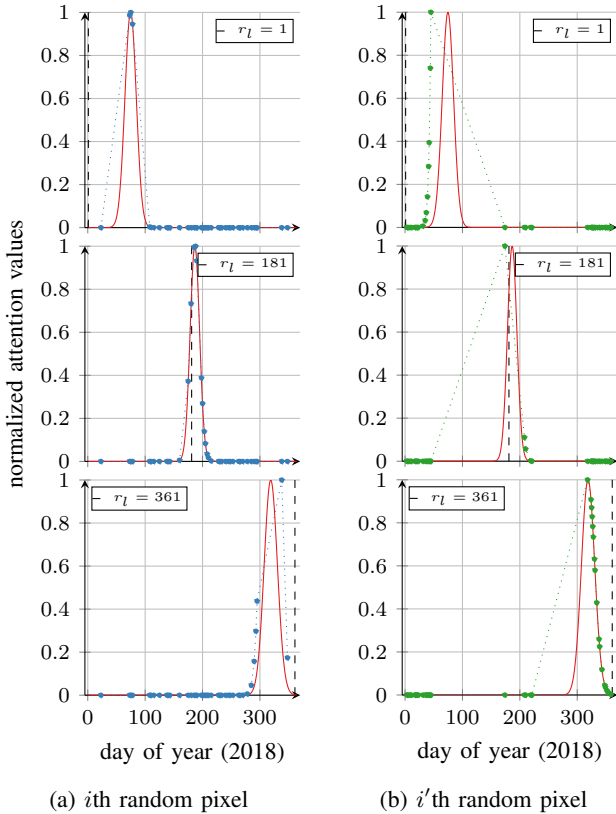 normalized attention values
1
0.8
0.6
0.4
0.2
0
r_l = 1
1
0.8
0.6
0.4
0.2
0
r_l = 1
1
0.8
0.6
0.4
0.2
0
r_l = 181
1
0.8
0.6
0.4
0.2
0
r_l = 181
1
0.8
0.6
0.4
0.2
0
r_l = 361
0 100 200 300
day of year (2018)
(a) ith random pixel
1
0.8
0.6
0.4
0.2
0
r_l = 361
0 100 200 300
day of year (2018)
(b) i′th random pixel